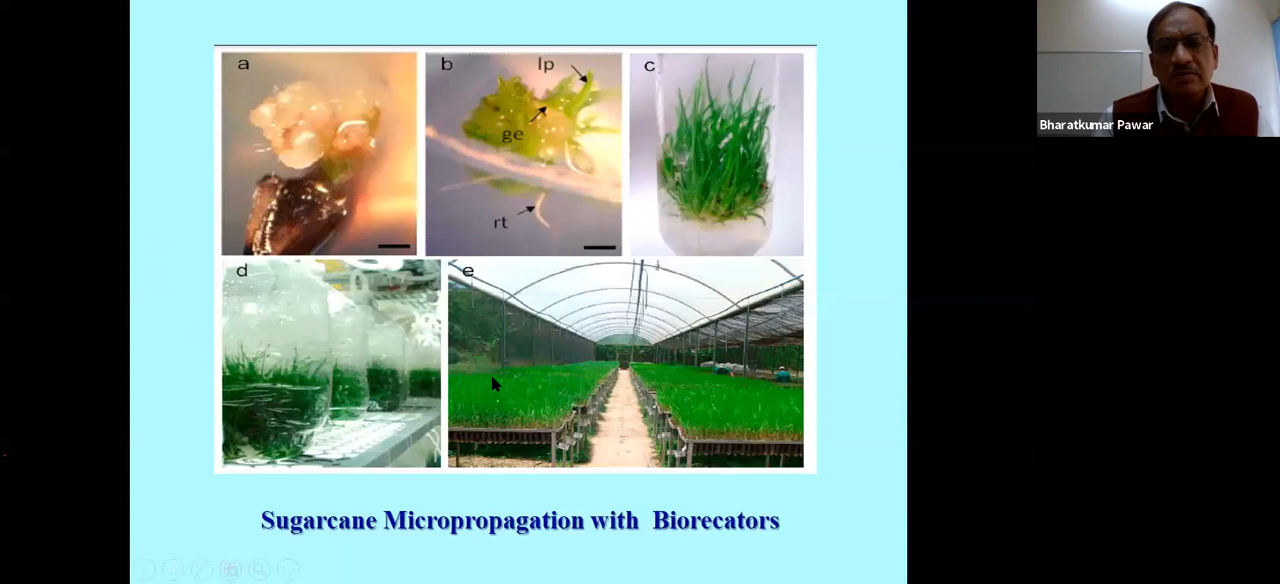 a
b
lp
c
ge
rt
d
e
Bharatkumar Pawar
Sugarcane Micropropagation with Biorecators